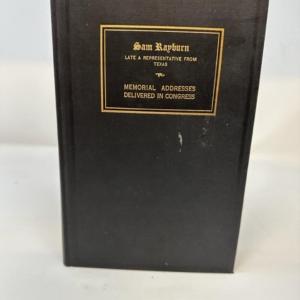 Sam Rayburn
LATE A REPRESENTATIVE FROM
TEXAS
MEMORIAL ADDRESSES
DELIVERED IN CONGRESS